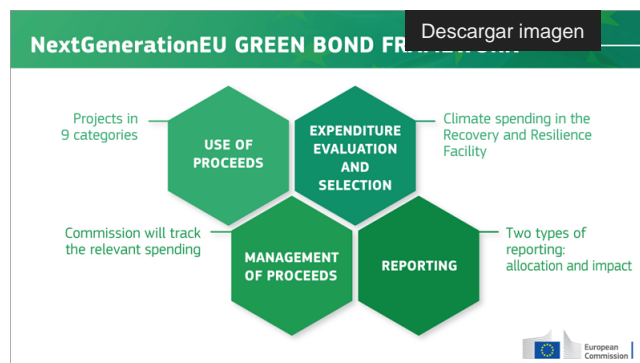 NextGenerationEU GREEN BOND FRAMEWORK
Descargar imagen
Projects in
9 categories
USE OF
PROCEEDS
EXPENDITURE
EVALUATION
AND
SELECTION
Climate spending in the
Recovery and Resilience
Facility
Commission will track
the relevant spending
MANAGEMENT
OF PROCEEDS
REPORTING
Two types of
reporting:
allocation and impact
European
Commission